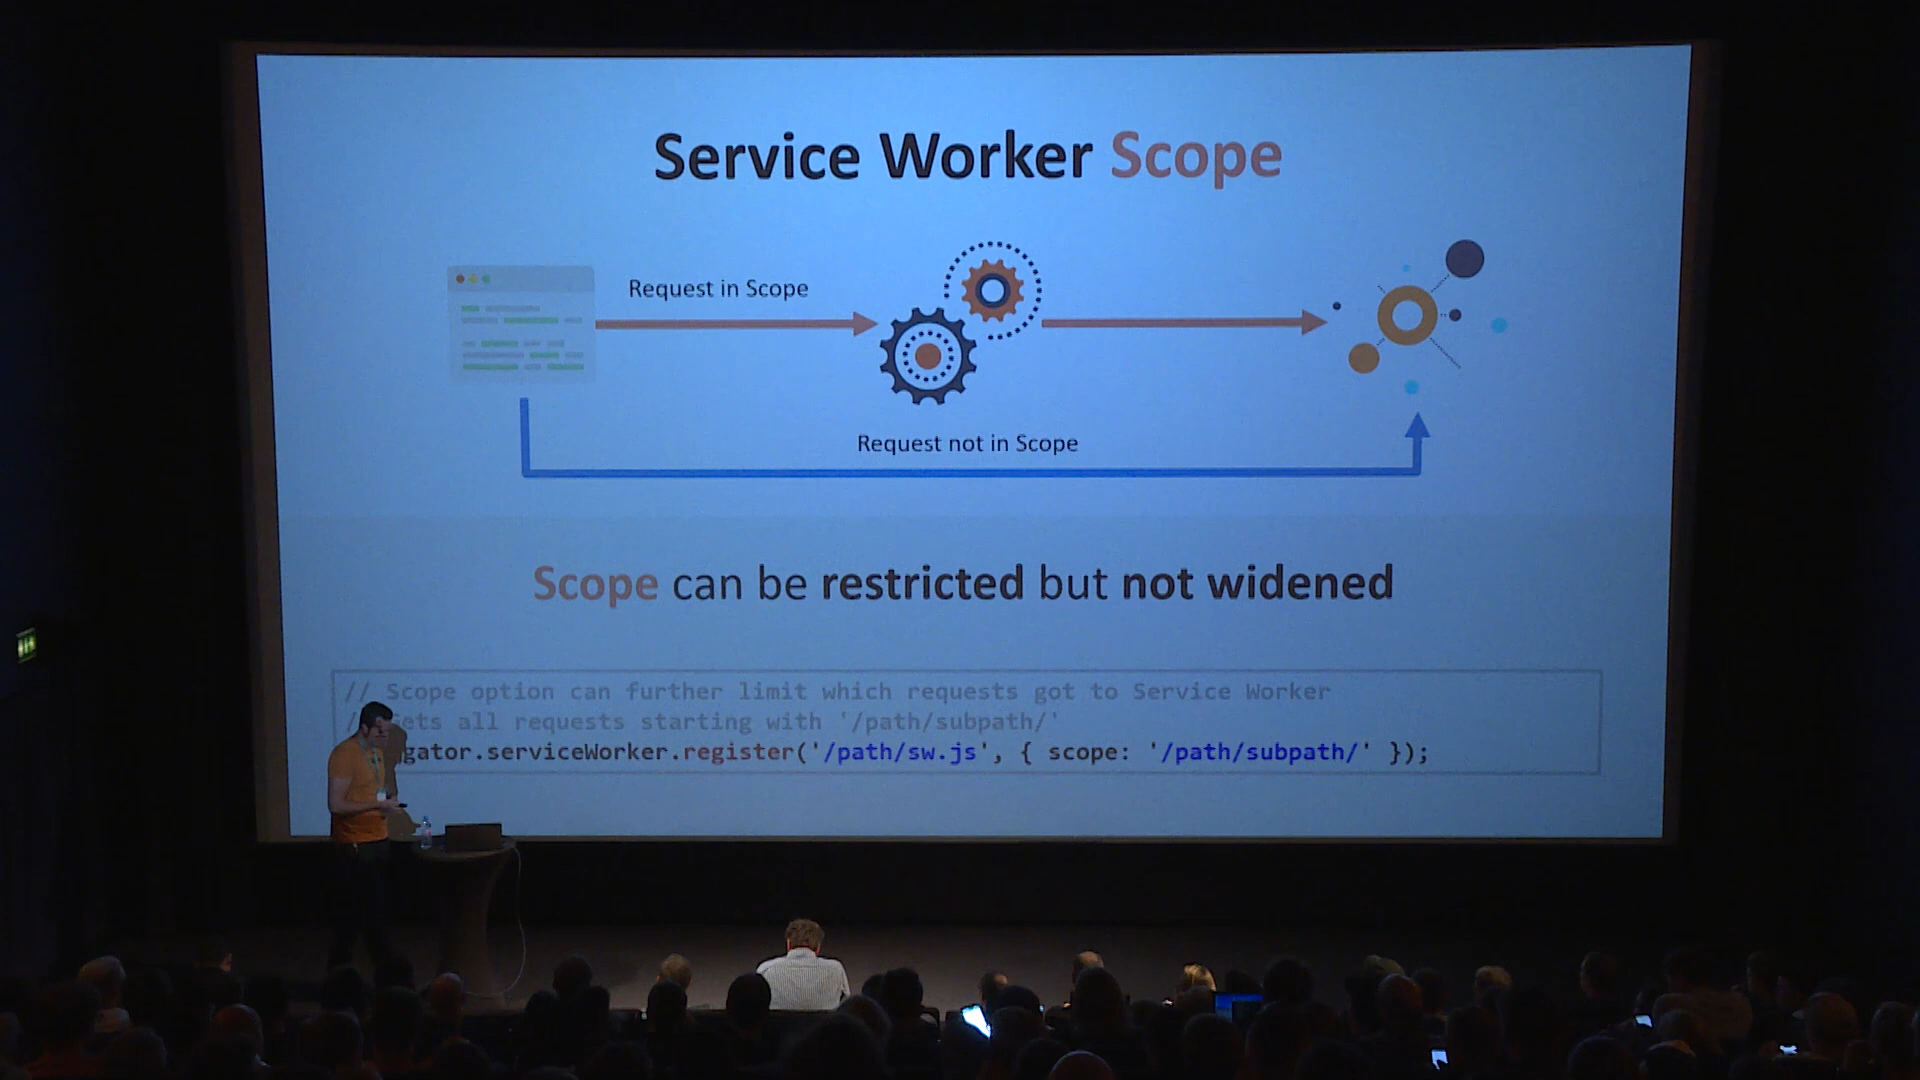 Service Worker Scope
Request in Scope
Request not in Scope
Scope can be restricted but not widened
// Scope option can further limit which requests got to Service Worker
all requests starting with '/path/subpath/'
gator.serviceWorker.register('/path/sw.js', { scope: '/path/subpath/' });